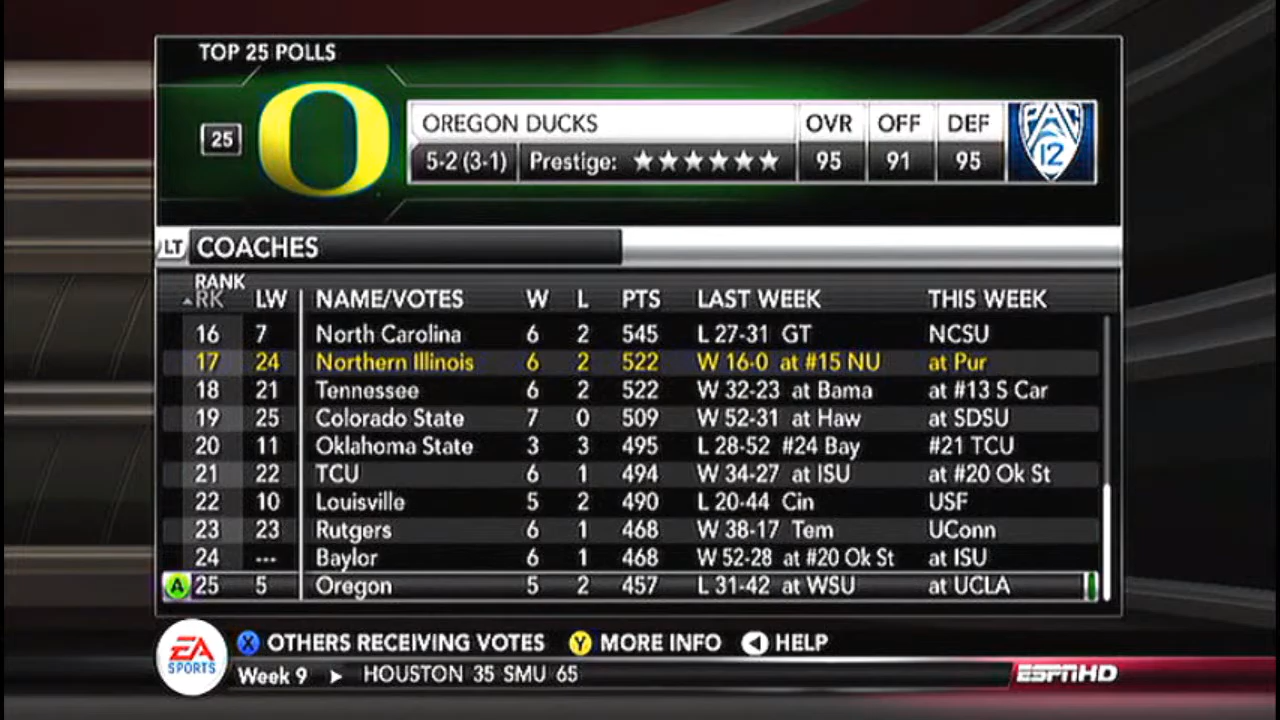 TOP 25 POLLS
25
OREGON DUCKS OVR OFF DEF
5-2 (3-1) Prestige: 95 91 95
PAC 12
LT COACHES
RANK
RK LW NAME/VOTES W L PTS LAST WEEK THIS WEEK
16 7 North Carolina 6 2 545 L 27-31 GT NCSU
17 24 Northern Illinois 6 2 522 W 16-0 at #15 NU at Pur
18 21 Tennessee 6 2 522 W 32-23 at Bama at #13 S Car
19 25 Colorado State 7 0 509 W 52-31 at Haw at SDSU
20 11 Oklahoma State 3 3 495 L 28-52 #24 Bay #21 TCU
21 22 TCU 6 1 494 W 34-27 at ISU at #20 Ok St
22 10 Louisville 5 2 490 L 20-44 Cin USF
23 23 Rutgers 6 1 468 W 38-17 Tem UConn
24 --- Baylor 6 1 468 W 52-28 at #20 Ok St at ISU
A 25 5 Oregon 5 2 457 L 31-42 at WSU at UCLA
EA SPORTS
X OTHERS RECEIVING VOTES Y MORE INFO HELP
Week 9 HOUSTON 35 SMU 65
ESPNHD